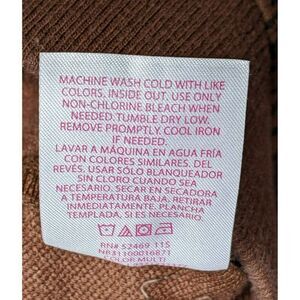 MACHINE WASH COLD WITH LIKE
COLORS. INSIDE OUT. USE ONLY
NON-CHLORINE BLEACH WHEN
NEEDED. TUMBLE DRY LOW.
REMOVE PROMPTLY. COOL IRON
IF NEEDED.
LAVAR A MÁQUINA EN AGUA FRÍA
CON COLORES SIMILARES. DEL
REVÉS. USAR SÓLO BLANQUEADOR
SIN CLORO CUANDO SEA
NECESARIO. SECAR EN SECADORA
A TEMPERATURA BAJA. RETIRAR
INMEDIATAMENTE. PLANCHA
TEMPLADA, SI ES NECESARIO.
RN# 52469 115
NR31100016871
COLOR MULTI